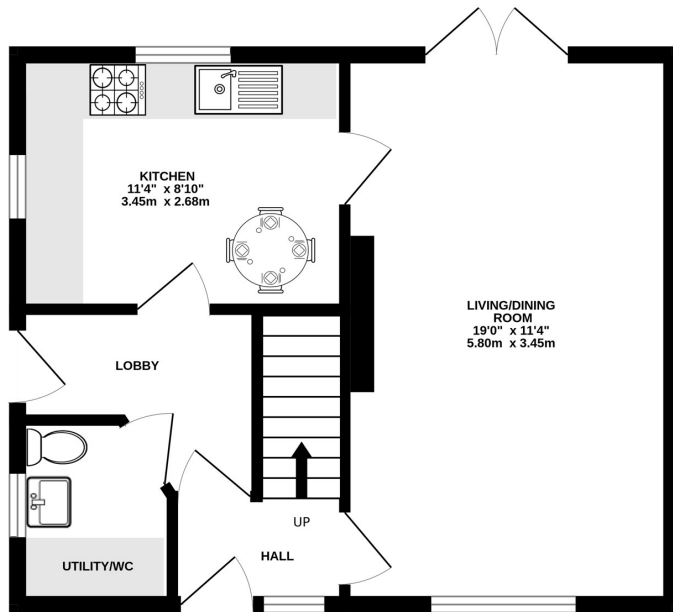 KITCHEN
11'4" x 8'10"
3.45m x 2.68m
LIVING/DINING
ROOM
19'0" x 11'4"
5.80m x 3.45m
LOBBY
UP
HALL
UTILITY/WC